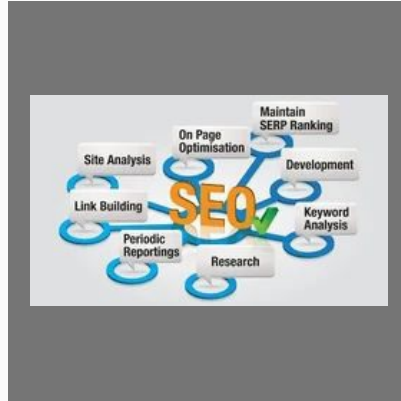 Maintain
SERP Ranking
On Page
Optimisation
Site Analysis
Development
Link Building
SEO
Keyword
Analysis
Periodic
Reportings
Research